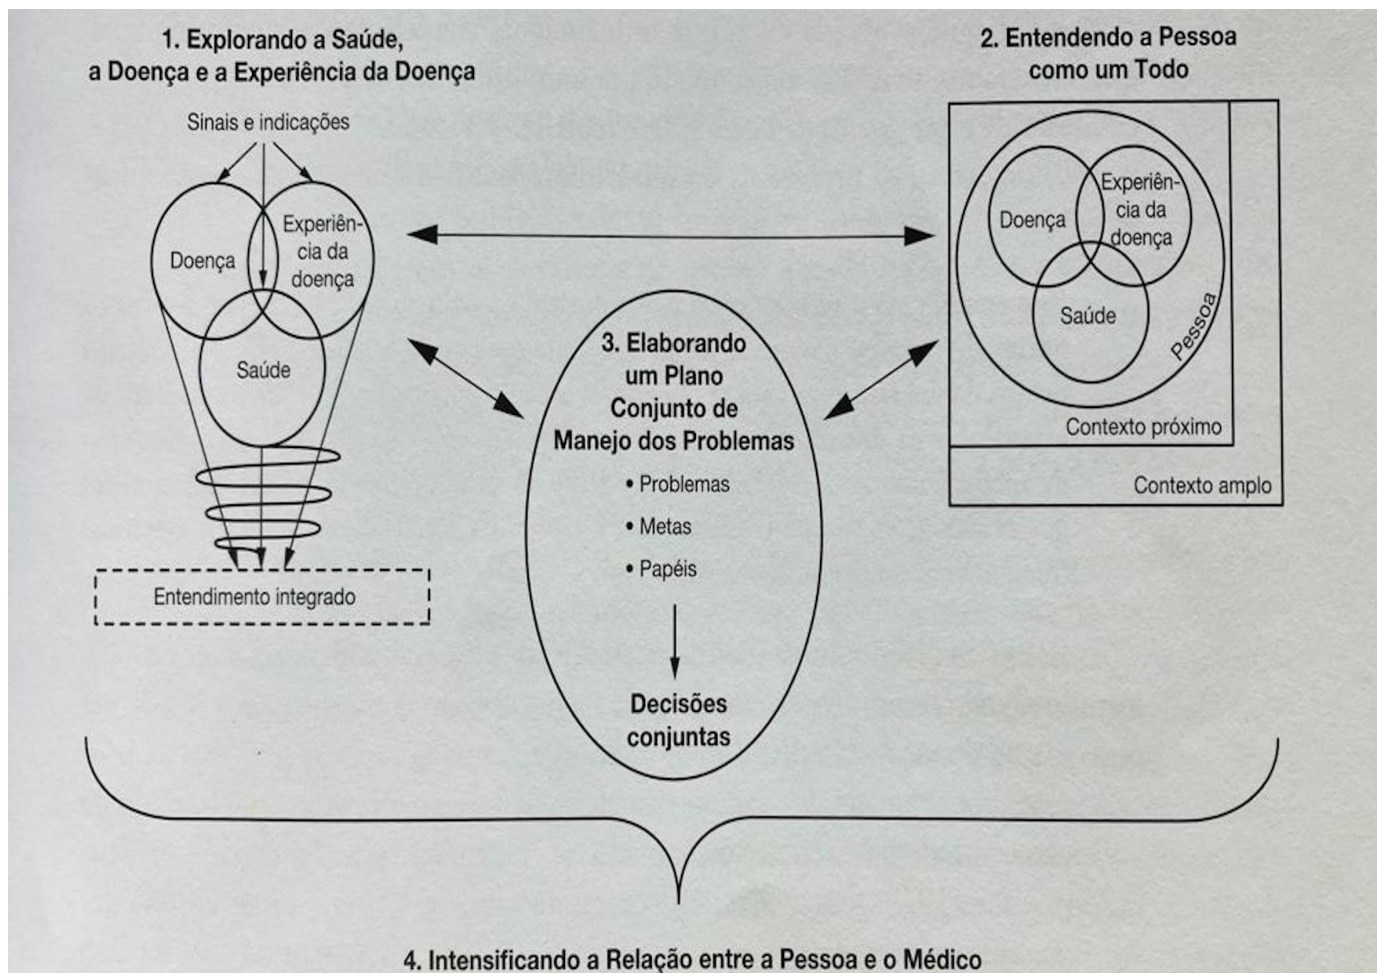 1. Explorando a Saúde,
a Doença e a Experiência da Doença
Sinais e indicações
Doença
Experiên-
cia da
doença
Saúde
Entendimento integrado
2. Entendendo a Pessoa
como um Todo
Doença
Experiên-
cia da
doença
Saúde
Pessoa
Contexto próximo
Contexto amplo
3. Elaborando
um Plano
Conjunto de
Manejo dos Problemas
• Problemas
• Metas
• Papéis
Decisões
conjuntas
4. Intensificando a Relação entre a Pessoa e o Médico